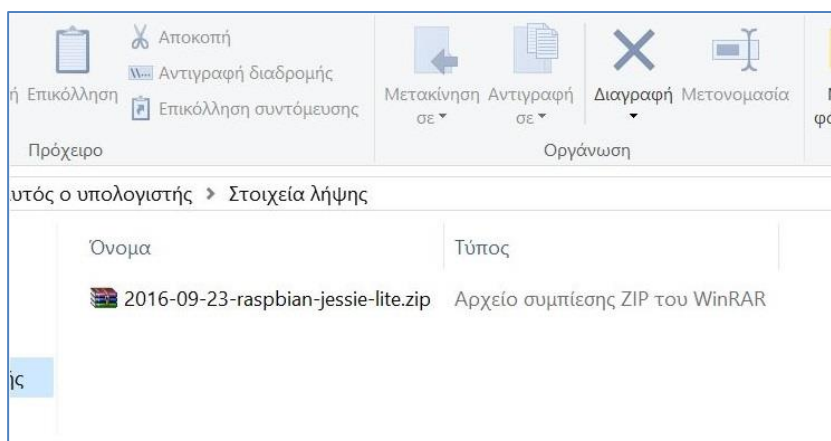 Αποκοπή
Αντιγραφή διαδρομής
Επικόλληση συντόμευσης
ή Επικόλληση
Μετακίνηση σε
Αντιγραφή σε
Διαγραφή
Μετονομασία
Πρόχειρο
Οργάνωση
υτός ο υπολογιστής > Στοιχεία λήψης
Όνομα Τύπος
2016-09-23-raspbian-jessie-lite.zip Αρχείο συμπίεσης ZIP του WinRAR
ής